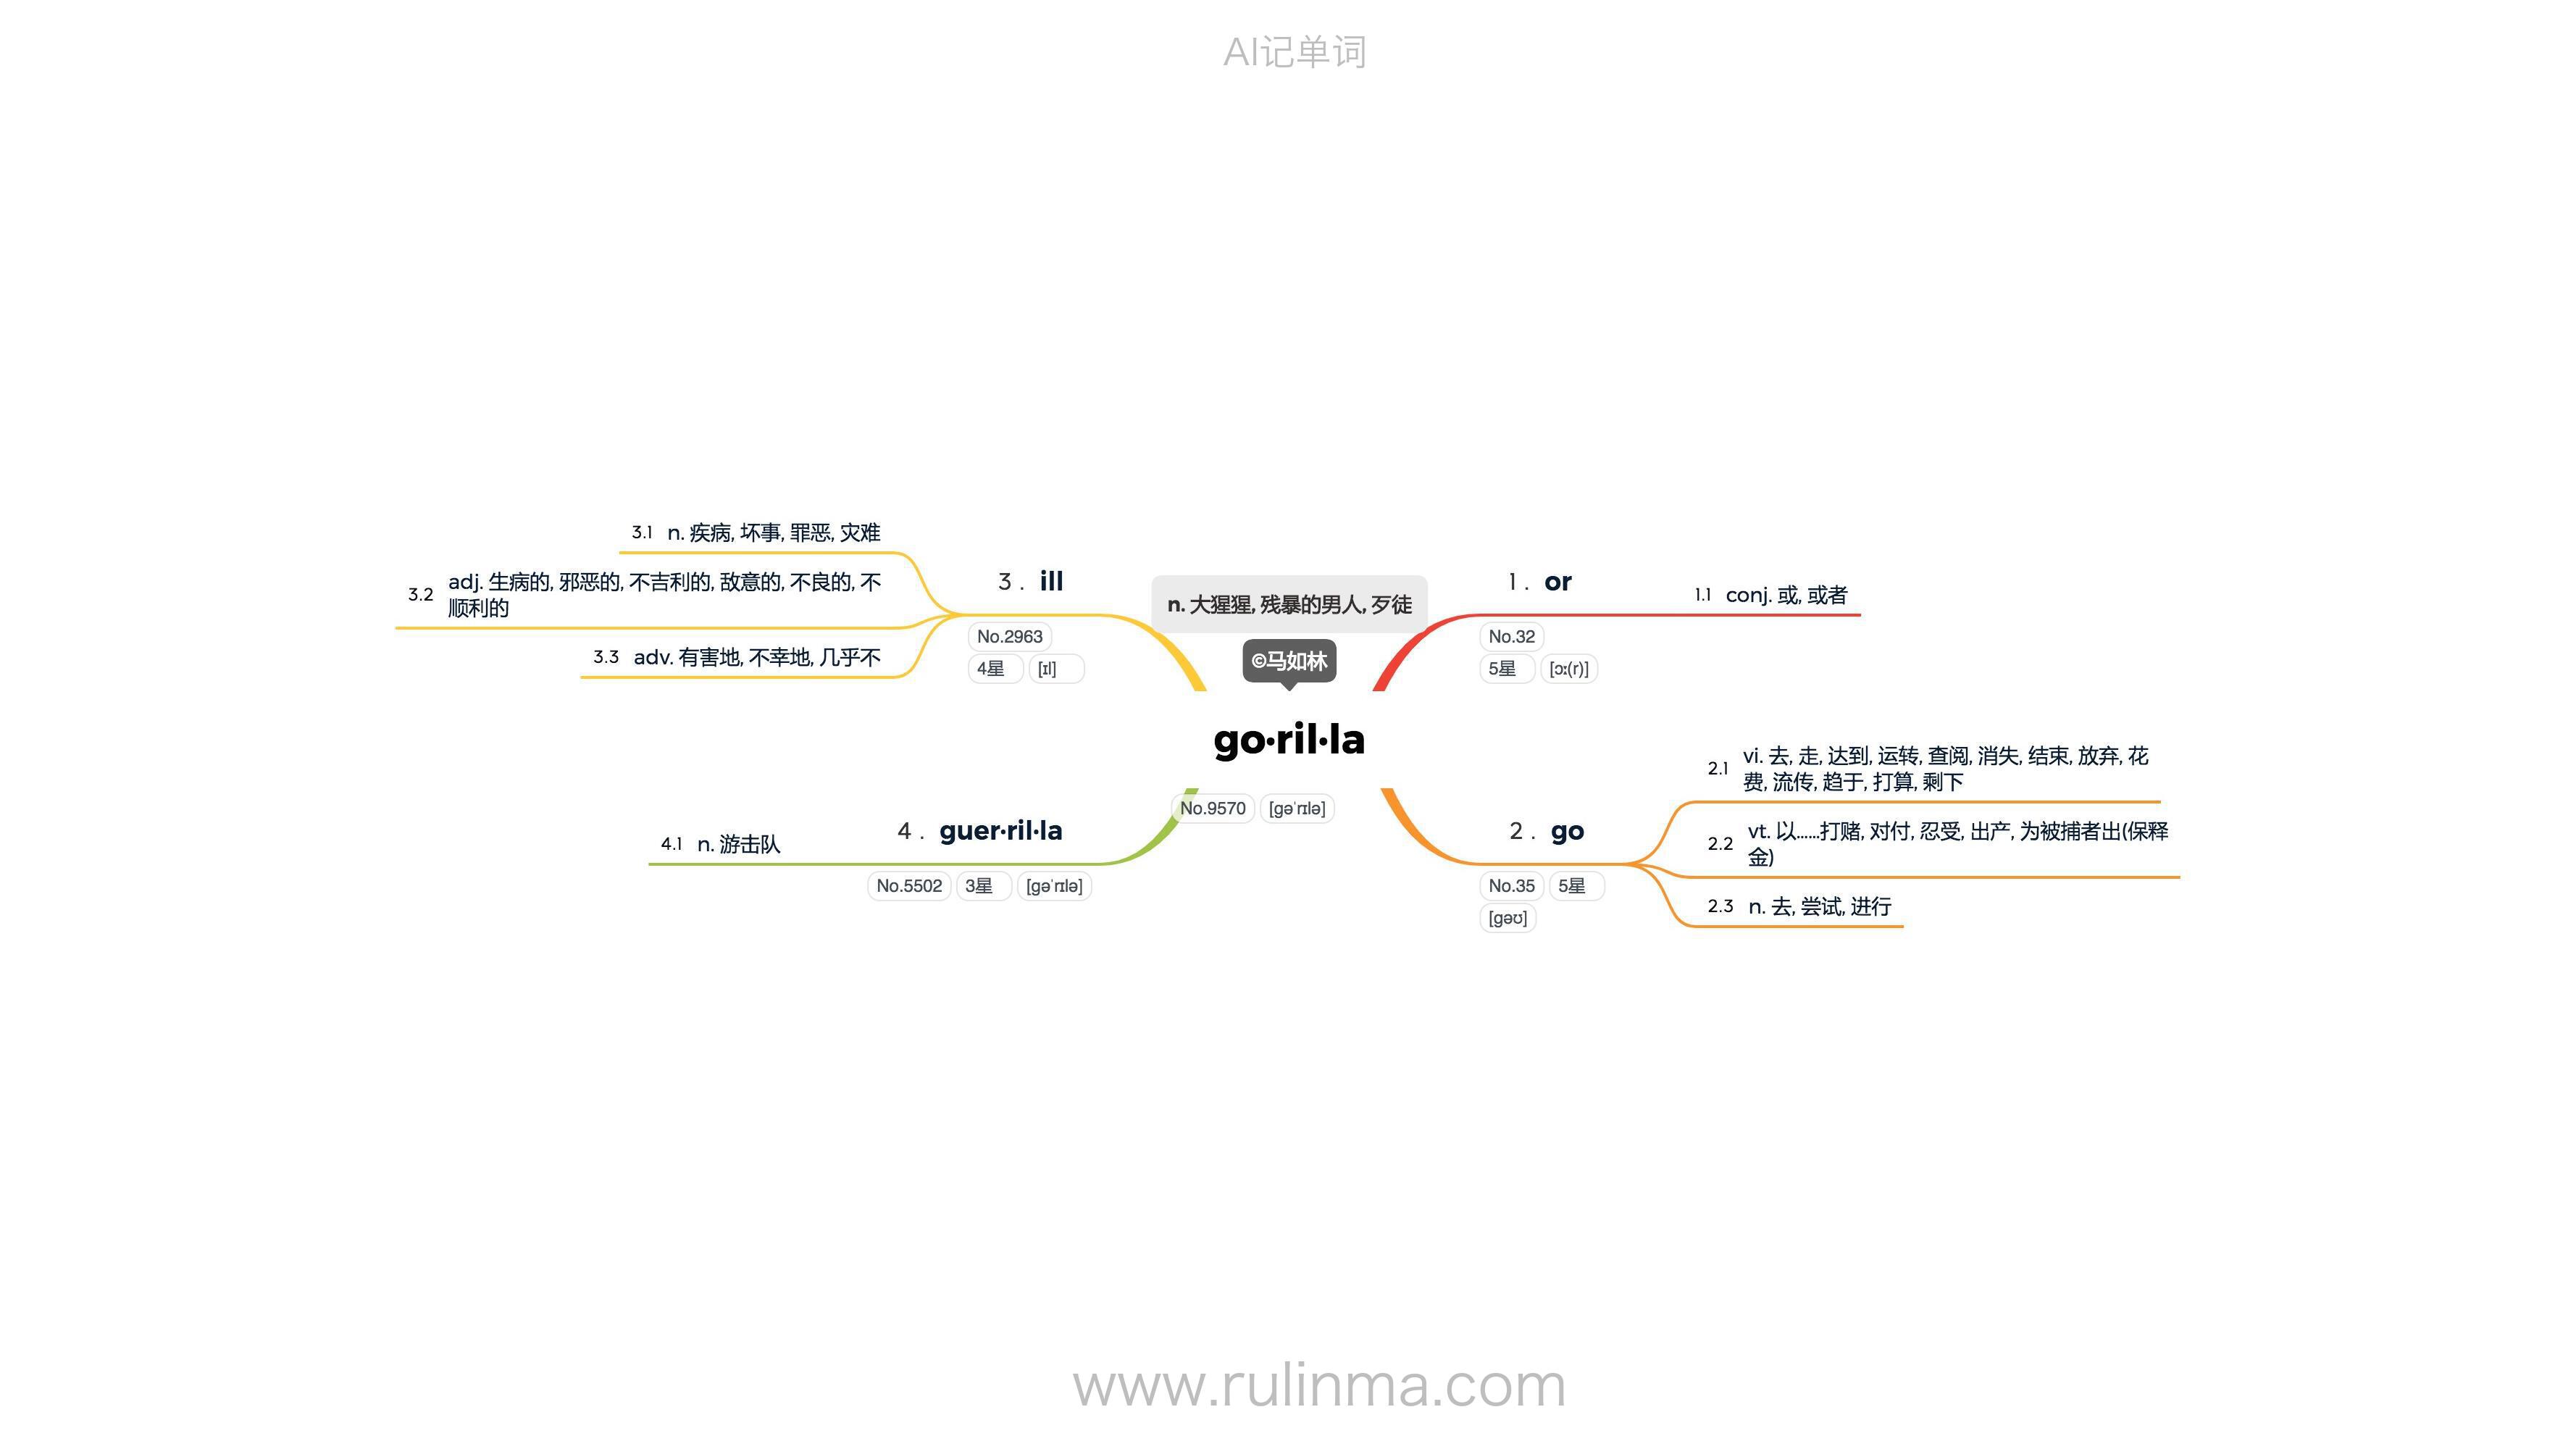 AI记单词
n. 大猩猩, 残暴的男人, 歹徒
©马如林
go·ril·la
No.9570 [gəˈrɪlə]
1 . or
No.32
5星 [ɔː(r)]
1.1 conj. 或, 或者
2 . go
No.35 5星
[gəʊ]
2.1 vi. 去, 走, 达到, 运转, 查阅, 消失, 结束, 放弃, 花
费, 流传, 趋于, 打算, 剩下
2.2 vt. 以……打赌, 对付, 忍受, 出产, 为被捕者出(保释
金)
2.3 n. 去, 尝试, 进行
3 . ill
No.2963
4星 [ɪl]
3.1 n. 疾病, 坏事, 罪恶, 灾难
3.2 adj. 生病的, 邪恶的, 不吉利的, 敌意的, 不良的, 不
顺利的
3.3 adv. 有害地, 不幸地, 几乎不
4 . guer·ril·la
No.5502 3星 [gəˈrɪlə]
4.1 n. 游击队
www.rulinma.com